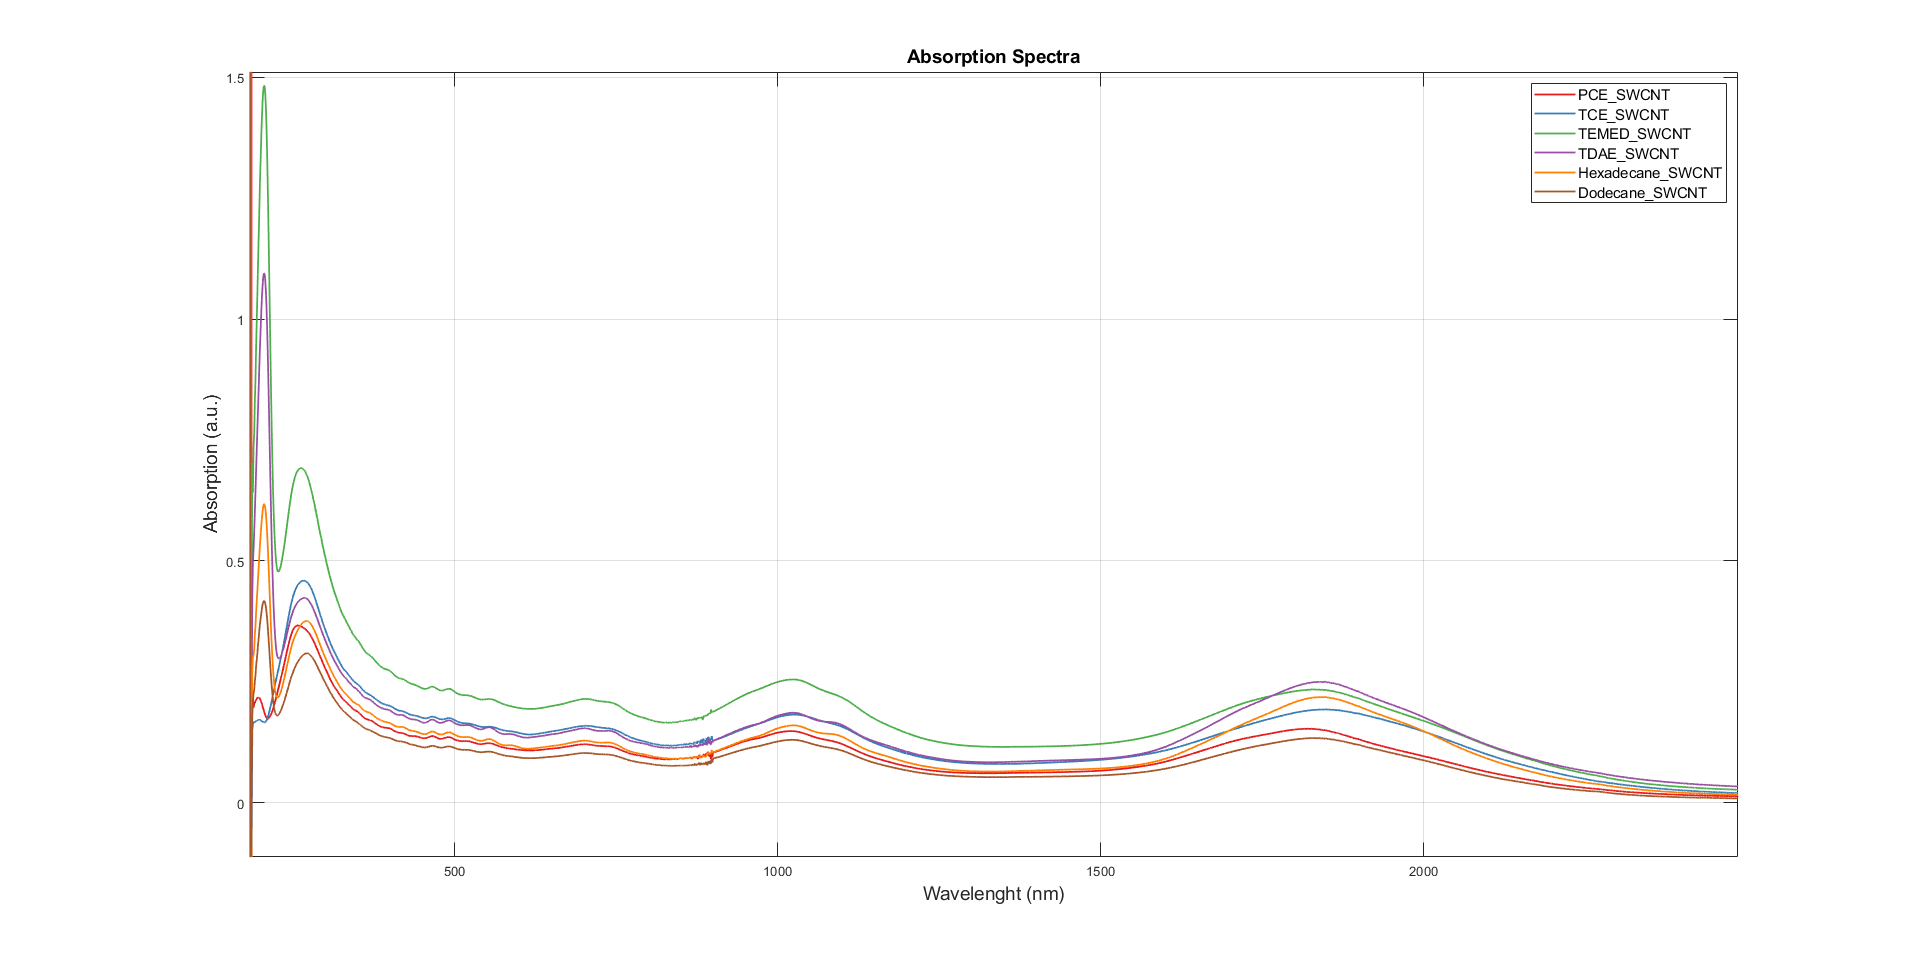 Absorption Spectra
1.5
1
0.5
0
Absorption (a.u.)
500
1000
1500
2000
Wavelenght (nm)
PCE_SWCNT
TCE_SWCNT
TEMED_SWCNT
TDAE_SWCNT
Hexadecane_SWCNT
Dodecane_SWCNT